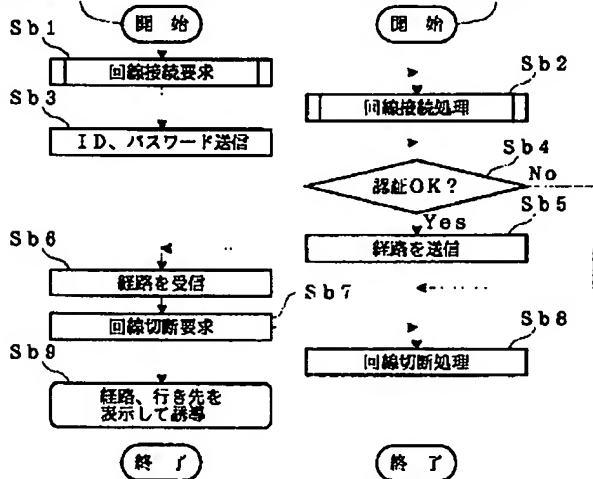 開 始
開 始
Sb1
回線接続要求
Sb2
回線接続処理
Sb3
ID、パスワード送信
Sb4
認証OK?
No
Yes
Sb5
経路を送信
Sb6
経路を受信
Sb7
回線切断要求
Sb8
回線切断処理
Sb9
経路、行き先を
表示して誘導
終 了
終 了